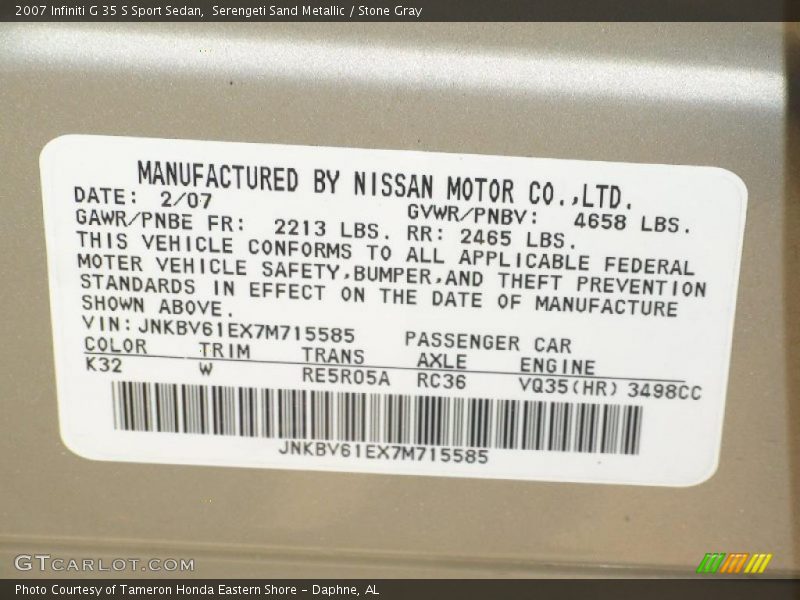 2007 Infiniti G 35 S Sport Sedan,  Serengeti Sand Metallic / Stone Gray
MANUFACTURED BY NISSAN MOTOR CO.,LTD.
DATE: 2/07 GVWR/PNBV: 4658 LBS.
GAWR/PNBE FR: 2213 LBS. RR: 2465 LBS.
THIS VEHICLE CONFORMS TO ALL APPLICABLE FEDERAL
MOTER VEHICLE SAFETY,BUMPER,AND THEFT PREVENTION
STANDARDS IN EFFECT ON THE DATE OF MANUFACTURE
SHOWN ABOVE.
VIN:JNKBV61EX7M715585 PASSENGER CAR
COLOR TRIM TRANS AXLE ENGINE
K32 W RE5R05A RC36 VQ35(HR) 3498CC
JNKBV61EX7M715585
GTCARLOT.COM
Photo Courtesy of Tameron Honda Eastern Shore - Daphne, AL